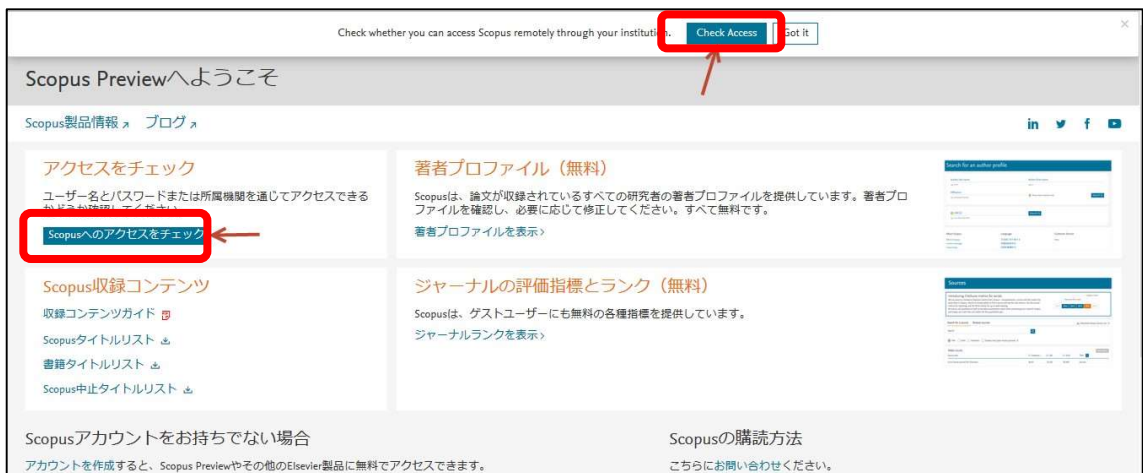 Check whether you can access Scopus remotely through your institution.
Check Access
Got it
Scopus Previewへようこそ
Scopus製品情報
ブログ
アクセスをチェック
ユーザー名とパスワードまたは所属機関を通じてアクセスできる
かどうか確認してください
Scopusへのアクセスをチェック
著者プロファイル（無料）
Scopusは、論文が収録されているすべての研究者の著者プロファイルを提供しています。著者プロ
ファイルを確認し、必要に応じて修正してください。すべて無料です。
著者プロファイルを表示›
Search for an author profile
Scopus収録コンテンツ
収録コンテンツガイド
Scopusタイトルリスト
書籍タイトルリスト
Scopus中止タイトルリスト
ジャーナルの評価指標とランク（無料）
Scopusは、ゲストユーザーにも無料の各種指標を提供しています。
ジャーナルランクを表示›
Sources
Scopusアカウントをお持ちでない場合
アカウントを作成すると、Scopus Previewやその他のElsevier製品に無料でアクセスできます。
Scopusの購読方法
こちらにお問い合わせください。